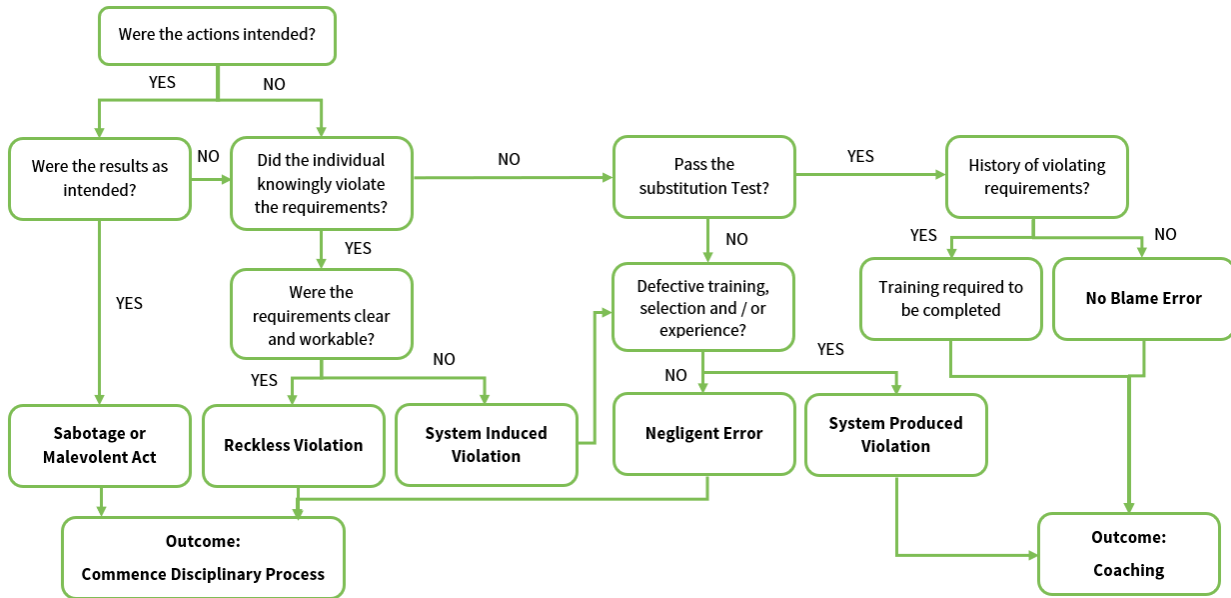 Were the actions intended?
YES
NO
Were the results as
intended?
NO
Did the individual
knowingly violate
the requirements?
NO
Pass the
substitution Test?
YES
History of violating
requirements?
YES
NO
YES
NO
YES
Were the
requirements clear
and workable?
Defective training,
selection and / or
experience?
Training required to
be completed
No Blame Error
YES
NO
NO
YES
Sabotage or
Malevolent Act
Reckless Violation
System Induced
Violation
Negligent Error
System Produced
Violation
Outcome:
Commence Disciplinary Process
Outcome:
Coaching